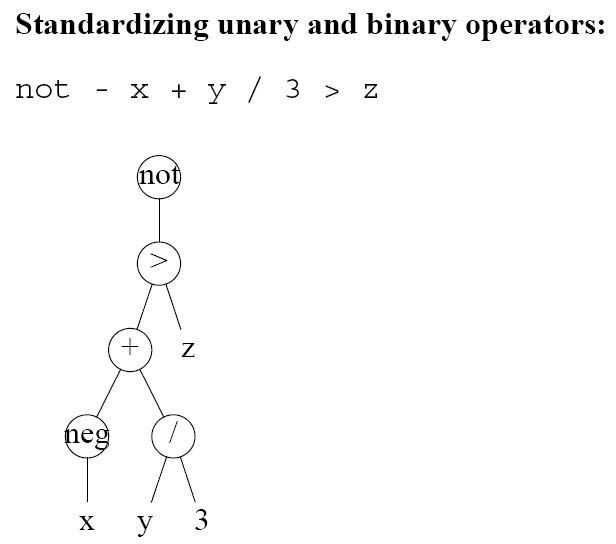 Standardizing unary and binary operators:
not - x + y / 3 > z
not
>
+ z
neg /
x y 3